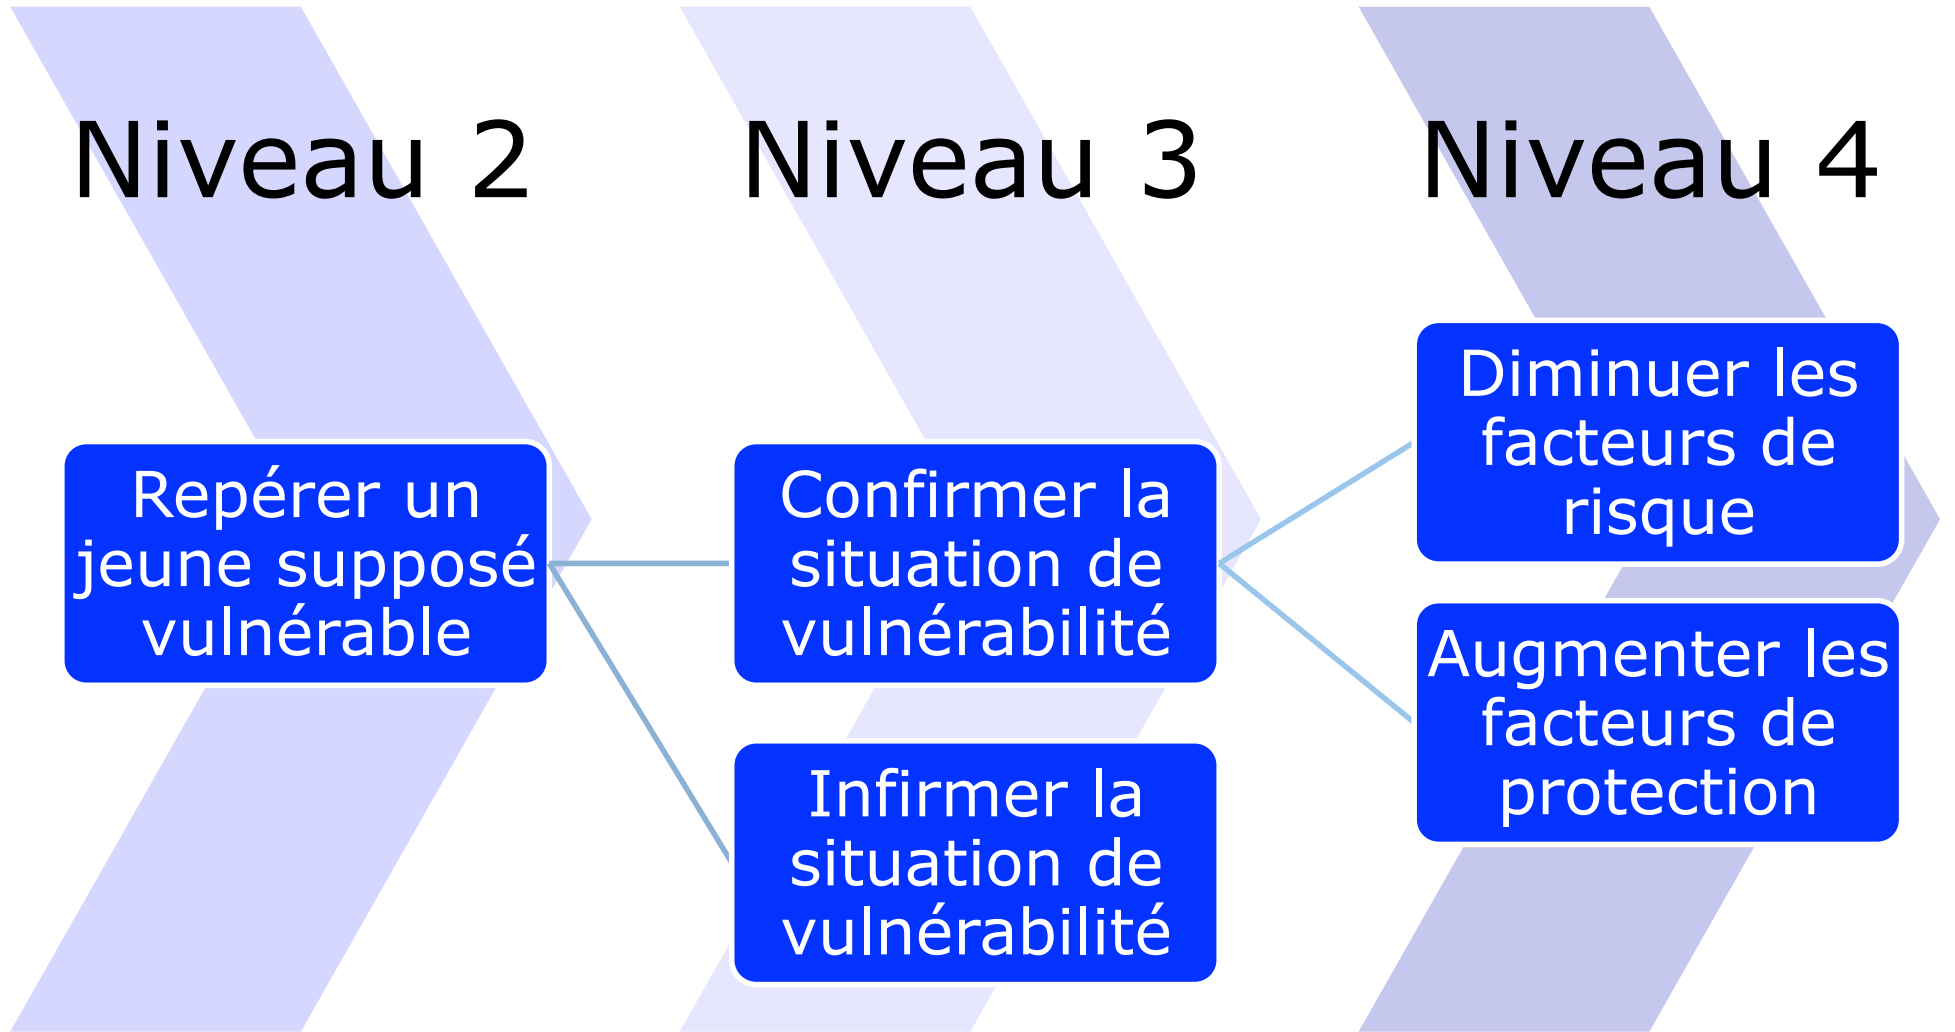 Niveau 2
Niveau 3
Niveau 4
Repérer un
jeune supposé
vulnérable
Confirmer la
situation de
vulnérabilité
Infirmer la
situation de
vulnérabilité
Diminuer les
facteurs de
risque
Augmenter les
facteurs de
protection